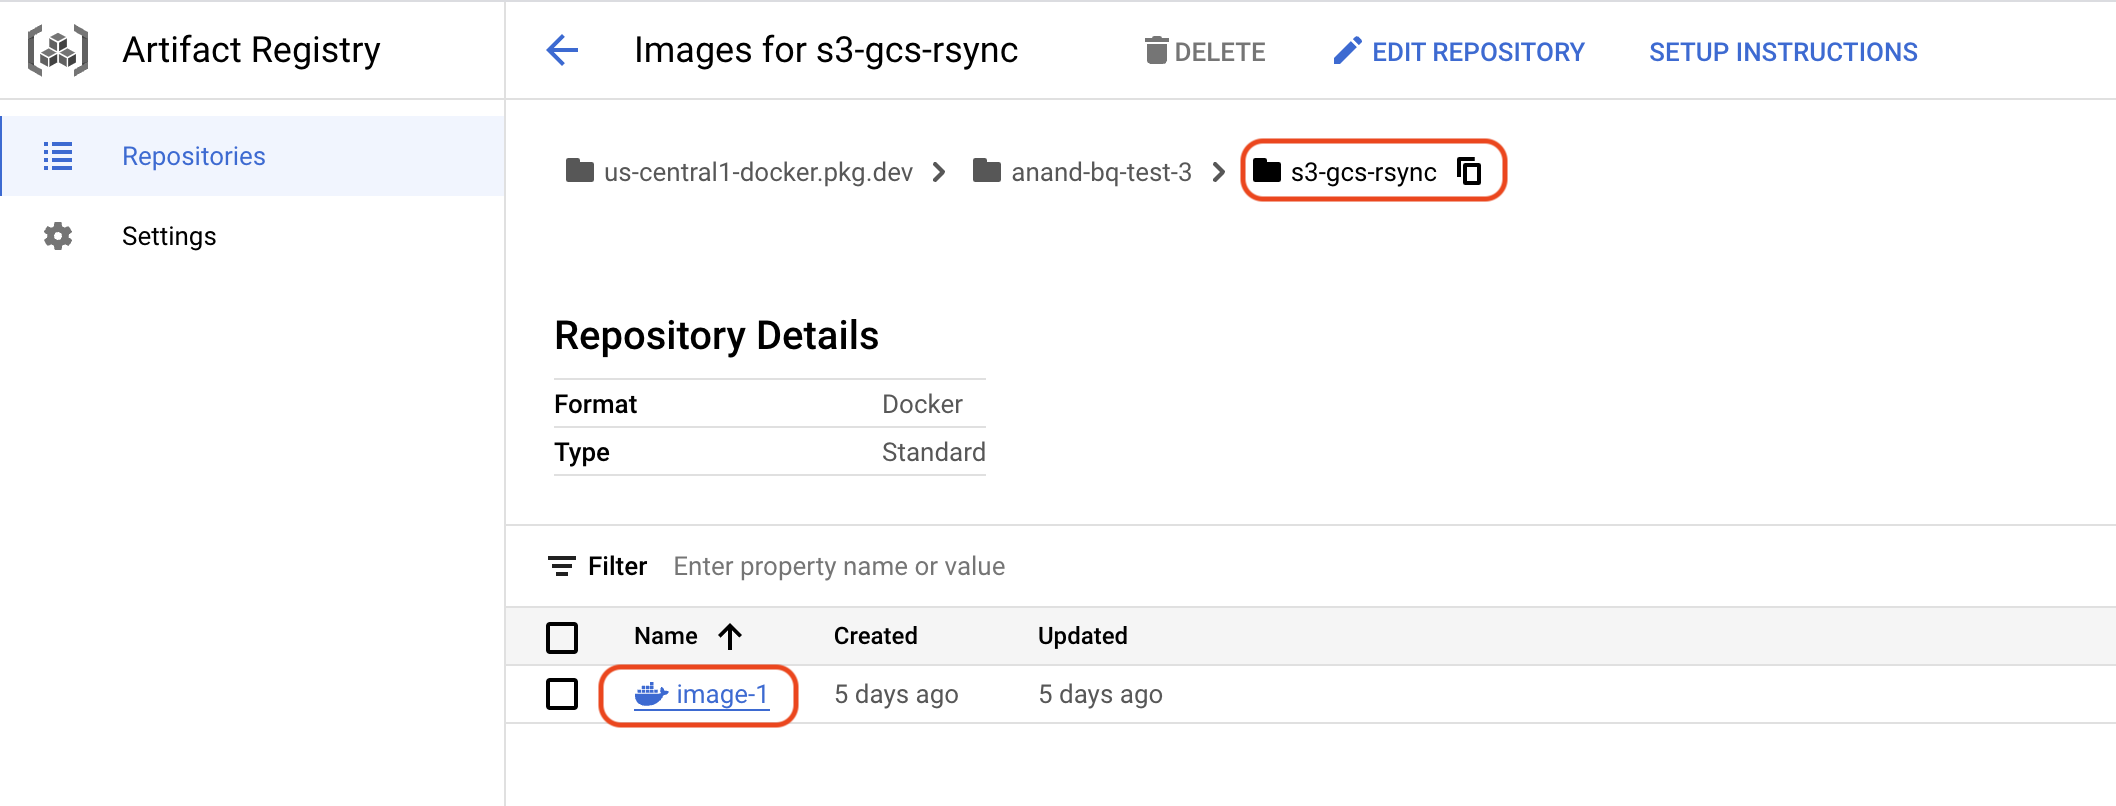 Artifact Registry
Images for s3-gcs-rsync
DELETE
EDIT REPOSITORY
SETUP INSTRUCTIONS
Repositories
Settings
us-central1-docker.pkg.dev
anand-bq-test-3
s3-gcs-rsync
Repository Details
Format Docker
Type Standard
Filter Enter property name or value
Name Created Updated
image-1 5 days ago 5 days ago